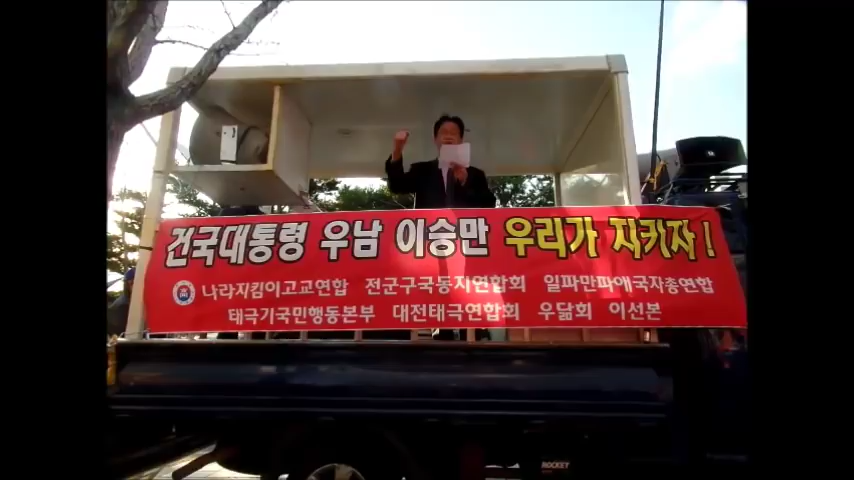 건국대통령 우남 이승만 우리가 지키자!
나라지킴이고교연합 전군구국동지연합회 일파만파애국자총연합
태극기국민행동본부 대전태극연합회 우닮회 이선본
ROCKET